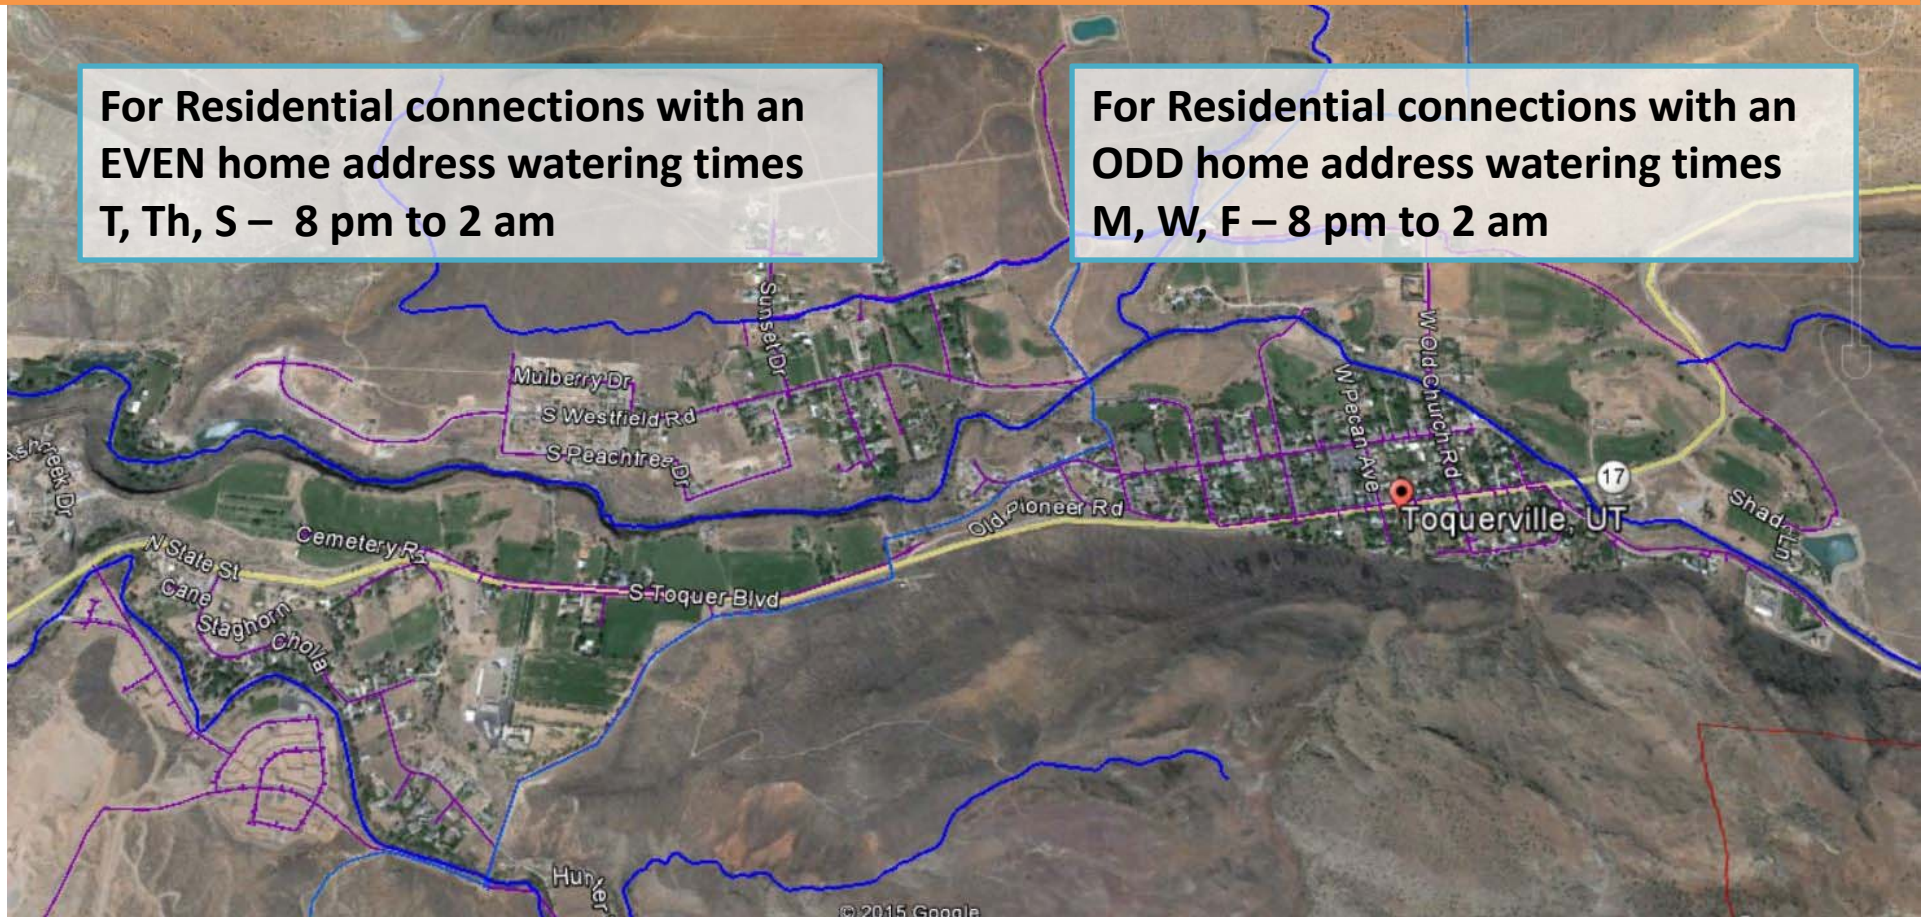 For Residential connections with an
EVEN home address watering times
T, Th, S – 8 pm to 2 am
For Residential connections with an
ODD home address watering times
M, W, F – 8 pm to 2 am
Sunset Dr
Mulberry Dr
S Westfield Rd
S Peachtree Dr
W Pecan Ave
W Old Church Rd
17
Toquerville, UT
Old Pioneer Rd
Ashcreek Dr
N State St
Cemetery Rd
Cane
Staghorn
Cholla
S Toquer Blvd
Hunter
© 2015 Google